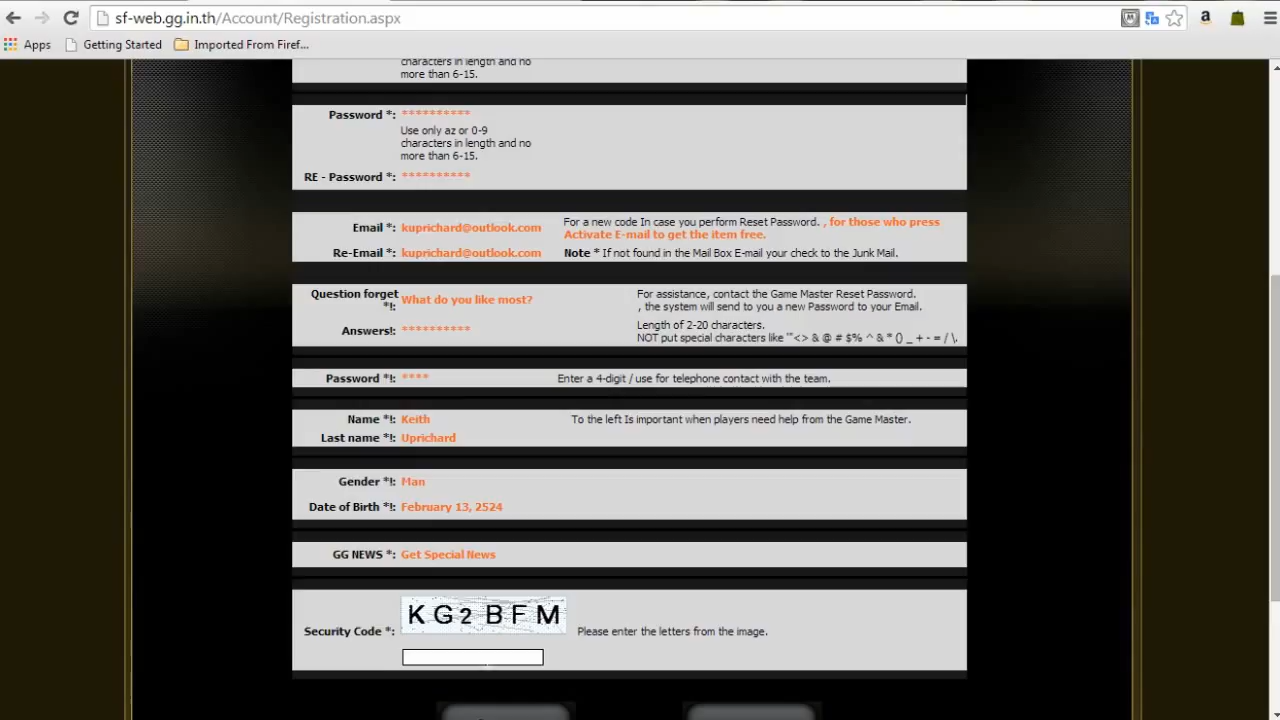 sf-web.gg.in.th/Account/Registration.aspx
Apps Getting Started Imported From Firef...
characters in length and no
more than 6-15.
Password *: **********
Use only az or 0-9
characters in length and no
more than 6-15.
RE - Password *: **********
Email *: kuprichard@outlook.com For a new code In case you perform Reset Password. , for those who press
Activate E-mail to get the item free.
Re-Email *: kuprichard@outlook.com Note * If not found in the Mail Box E-mail your check to the Junk Mail.
Question forget
*!: What do you like most? For assistance, contact the Game Master Reset Password.
, the system will send to you a new Password to your Email.
Answers!: ********** Length of 2-20 characters.
NOT put special characters like '"<> & @ # $% ^ & * () _ + - = / \.
Password *!: **** Enter a 4-digit / use for telephone contact with the team.
Name *!: Keith To the left Is important when players need help from the Game Master.
Last name *!: Uprichard
Gender *!: Man
Date of Birth *!: February 13, 2524
GG NEWS *: Get Special News
KG2BFM
Security Code *: Please enter the letters from the image.